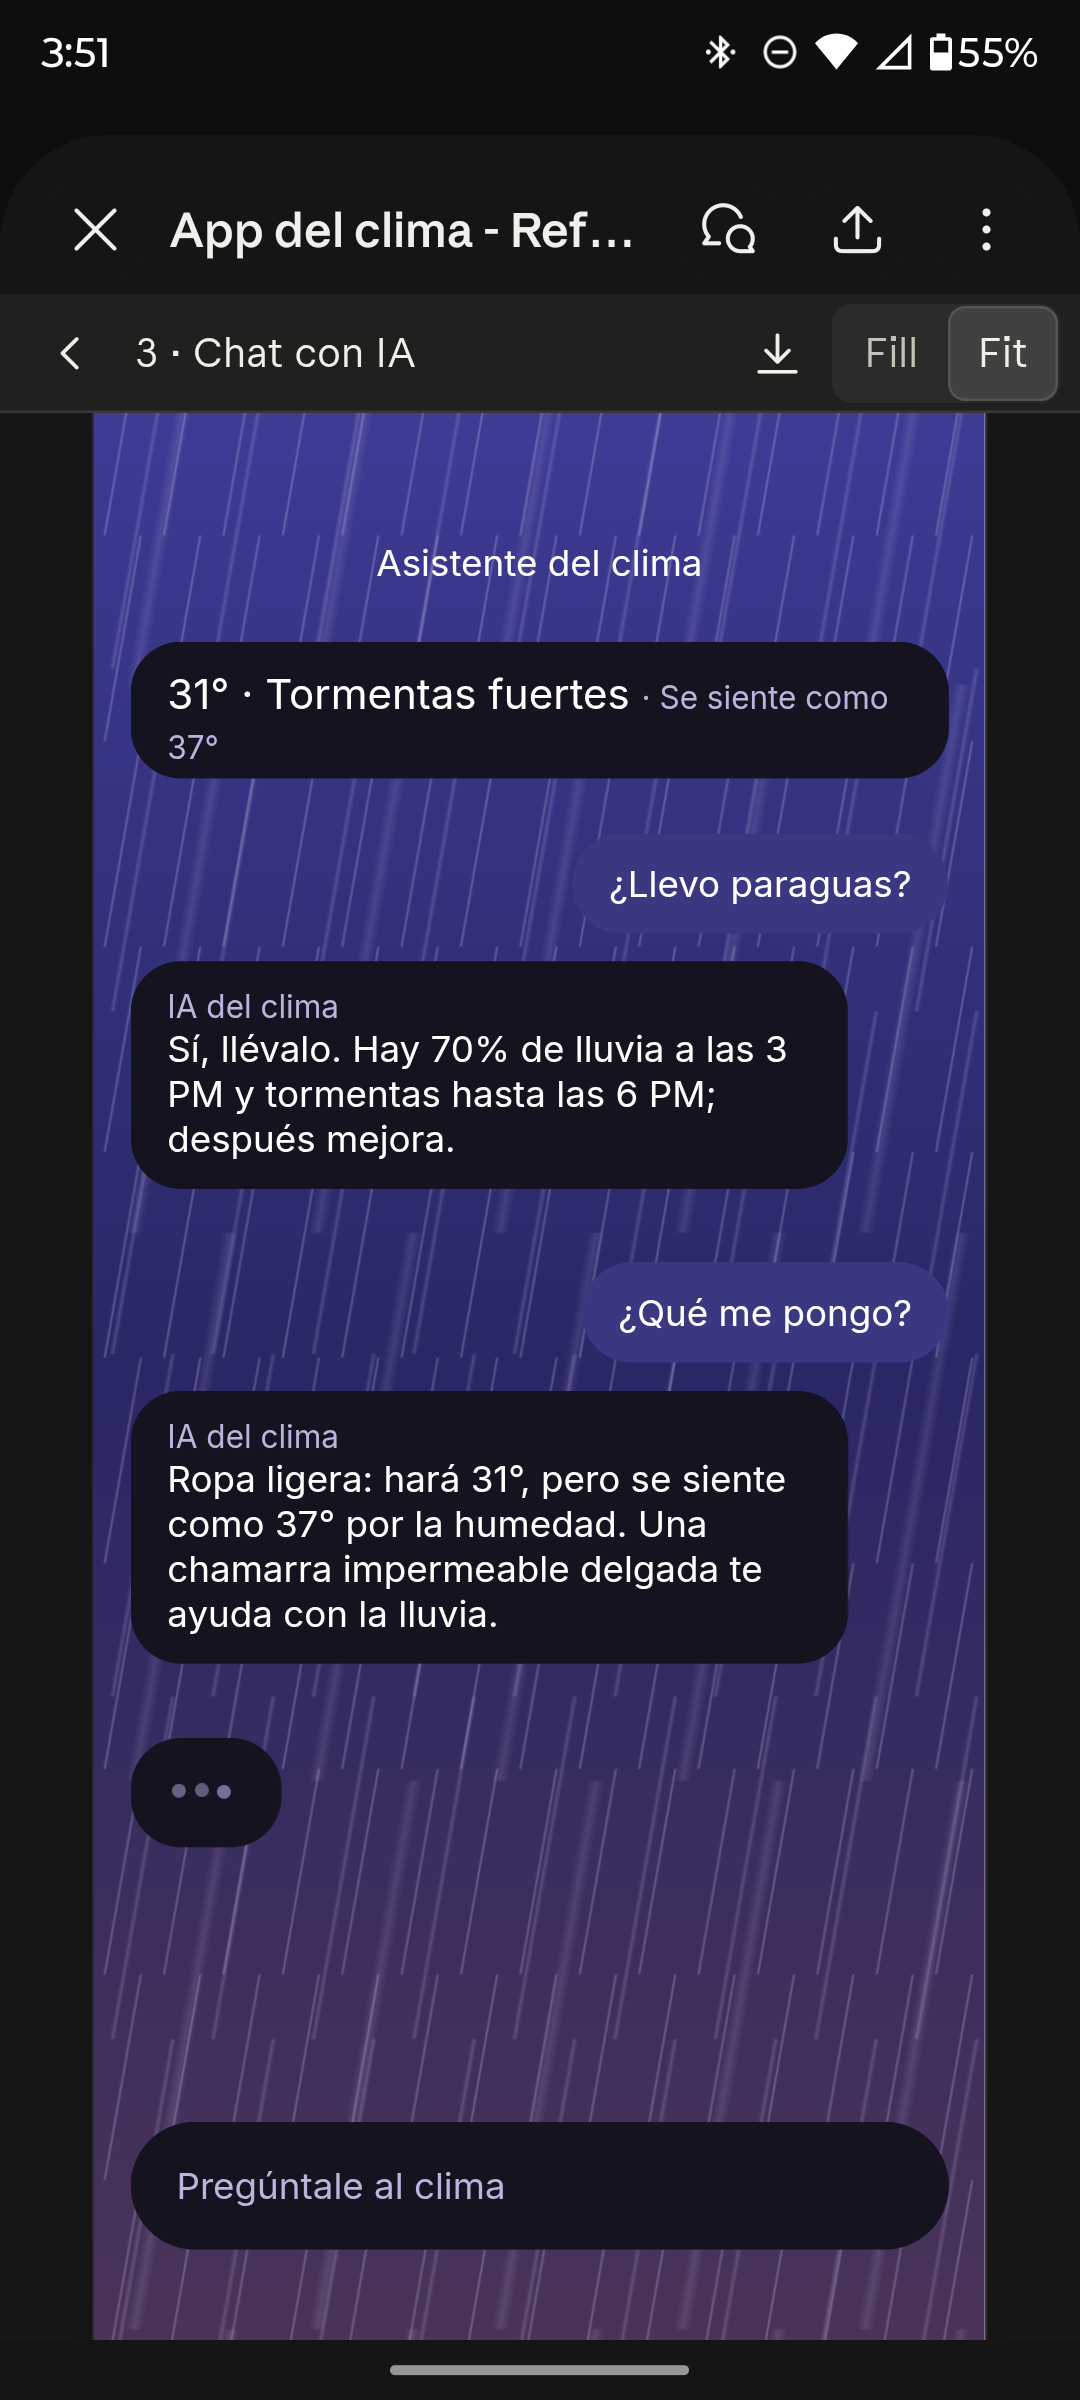 3:51
55%
App del clima - Ref...
3 · Chat con IA
Fill
Fit
Asistente del clima
31° · Tormentas fuertes · Se siente como
37°
¿Llevo paraguas?
IA del clima
Sí, llévalo. Hay 70% de lluvia a las 3
PM y tormentas hasta las 6 PM;
después mejora.
¿Qué me pongo?
IA del clima
Ropa ligera: hará 31°, pero se siente
como 37° por la humedad. Una
chamarra impermeable delgada te
ayuda con la lluvia.
Pregúntale al clima